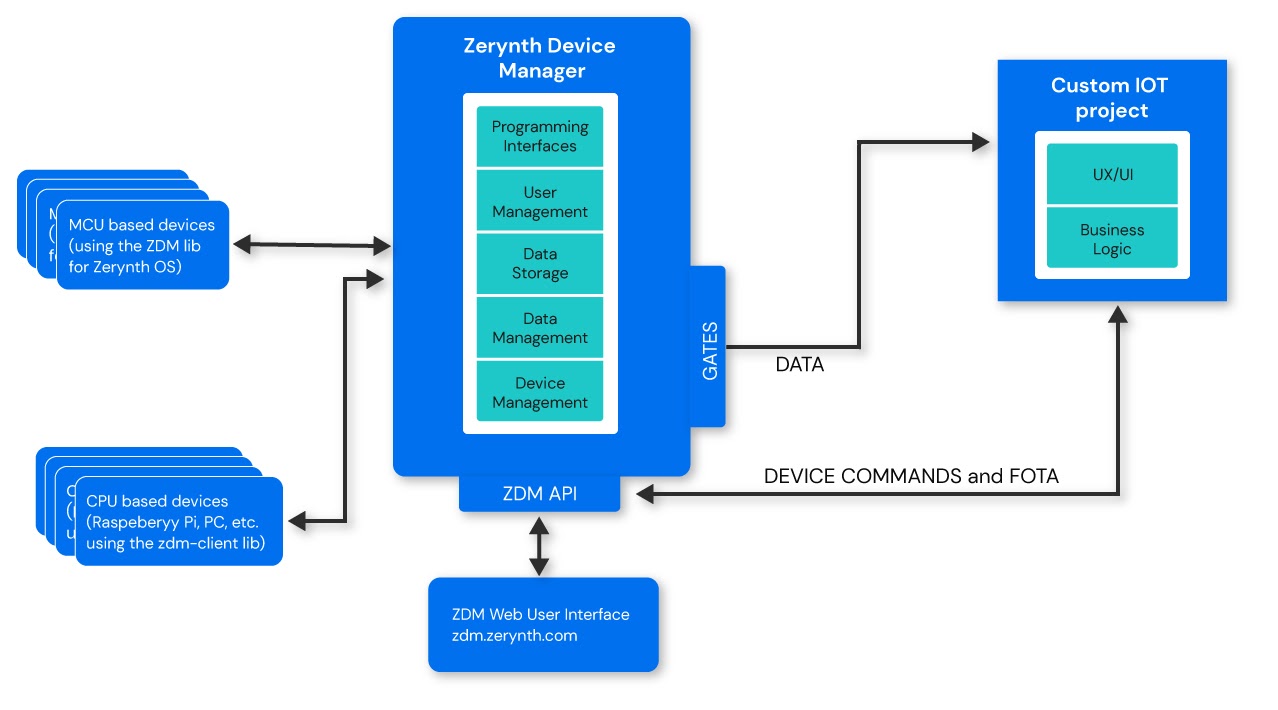 Zerynth Device
Manager
Programming
Interfaces
User
Management
Data
Storage
Data
Management
Device
Management
GATES
ZDM API
Custom IOT
project
UX/UI
Business
Logic
MCU based devices
(using the ZDM lib
for Zerynth OS)
CPU based devices
(Raspeberyy Pi, PC, etc.
using the zdm-client lib)
DATA
DEVICE COMMANDS and FOTA
ZDM Web User Interface
zdm.zerynth.com